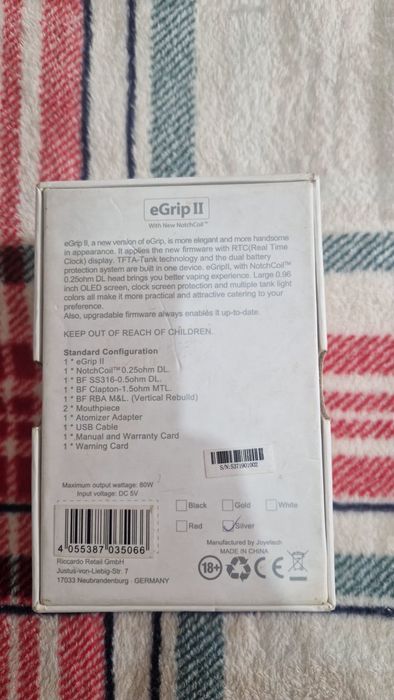 eGrip II
With New NotchCoil™
eGrip II, a new version of eGrip, is more elegant and more handsome
in appearance. It applies the new firmware with RTC(Real Time
Clock) display. TFTA-Tank technology and the dual battery
protection system are built in one device. eGripII, with NotchCoil™
0.25ohm DL head brings you better vaping experience. Large 0.96
inch OLED screen, clock screen protection and multiple tank light
colors all make it more practical and attractive catering to your
preference.
Also, upgradable firmware always enables it up-to-date.
KEEP OUT OF REACH OF CHILDREN.
Standard Configuration
1 * eGrip II
1 * NotchCoil™0.25ohm DL.
1 * BF SS316-0.5ohm DL.
1 * BF Clapton-1.5ohm MTL.
1 * BF RBA M&L. (Vertical Rebuild)
2 * Mouthpiece
1 * Atomizer Adapter
1 * USB Cable
1 * Manual and Warranty Card
1 * Warning Card
S/N:5371901002
Maximum output wattage: 80W
Input voltage: DC 5V
Black Gold White
Red Silver
4 055387 035066
Riccardo Retail GmbH
Justus-von-Liebig-Str. 7
17033 Neubrandenburg · GERMANY
Manufactured by Joyetech
MADE IN CHINA
18+ CE